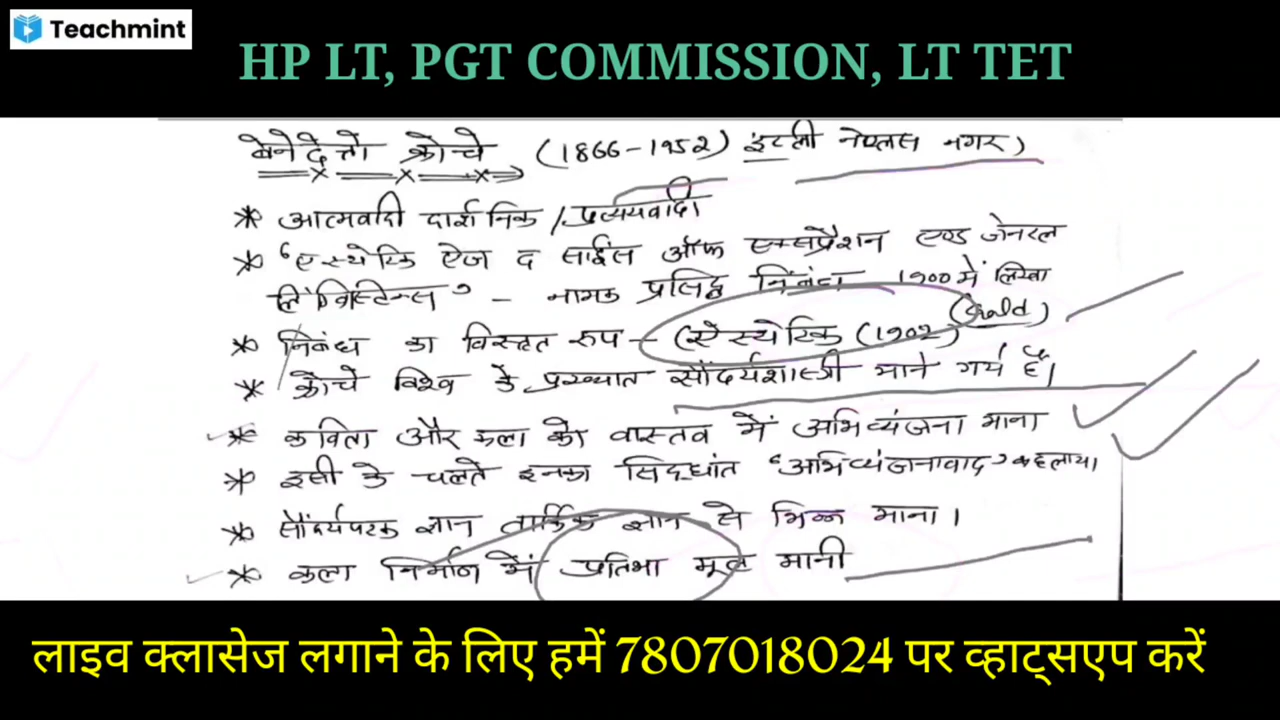 Teachmint
HP LT, PGT COMMISSION, LT TET
बेनेदेत्तो क्रोचे (1866-1952) इटली नेपल्स नगर)
* आत्मवादी दार्शनिक / प्रत्ययवादी
* 'एस्थेटिक ऐज द साईंस ऑफ एक्सप्रैशन एण्ड जेनरल
लिंग्विस्टिक्स' - नामक प्रसिद्ध निबंध 1900 में लिखा
* निबंध का विस्तृत रूप - (ऐस्थेटिक (1902)
* क्रोचे विश्व के प्रख्यात सौंदर्यशास्त्री माने गये हैं।
* कविता और कला को वास्तव में अभिव्यंजना माना
* इसी के चलते इनका सिद्धांत 'अभिव्यंजनावाद' कहलाया।
* सौंदर्यपरक ज्ञान तार्किक ज्ञान से भिन्न माना।
* कला निर्माण में प्रतिभा मूल मानी
लाइव क्लासेज लगाने के लिए हमें 7807018024 पर व्हाट्सएप करें